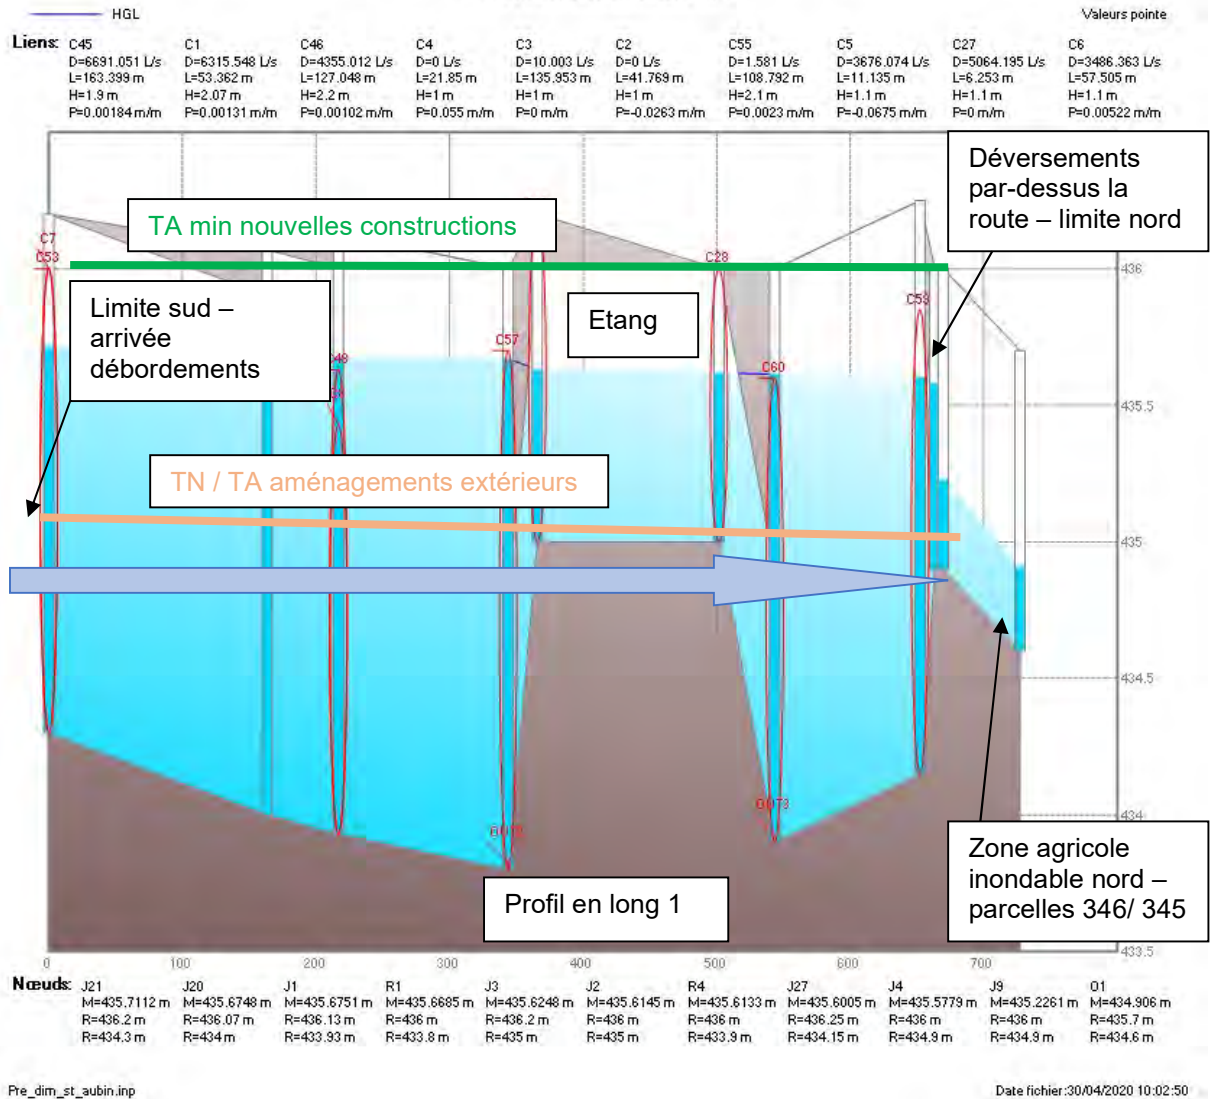 HGL
Valeurs pointe
Liens: C45 C1 C46 C4 C3 C2 C55 C5 C27 C6
D=6691.051 L/s D=6315.548 L/s D=4355.012 L/s D=0 L/s D=10.003 L/s D=0 L/s D=1.581 L/s D=3676.074 L/s D=5064.195 L/s D=3486.363 L/s
L=163.399 m L=53.362 m L=127.048 m L=21.85 m L=135.953 m L=41.769 m L=108.792 m L=11.135 m L=6.253 m L=57.505 m
H=1.9 m H=2.07 m H=2.2 m H=1 m H=1 m H=1 m H=2.1 m H=1.1 m H=1.1 m H=1.1 m
P=0.00184 m/m P=0.00131 m/m P=0.00102 m/m P=0.055 m/m P=0 m/m P=-0.0263 m/m P=0.0023 m/m P=-0.0675 m/m P=0 m/m P=0.00522 m/m
Déversements
par-dessus la
route – limite nord
TA min nouvelles constructions
C7
C53
C28
436
Limite sud –
arrivée
débordements
Etang
C59
C57
C60
435.5
TN / TA aménagements extérieurs
435
434.5
434
Zone agricole
inondable nord –
parcelles 346/ 345
Profil en long 1
433.5
0 100 200 300 400 500 600 700
Nœuds: J21 J20 J1 R1 J3 J2 R4 J27 J4 J9 O1
M=435.7112 m M=435.6748 m M=435.6751 m M=435.6685 m M=435.6248 m M=435.6145 m M=435.6133 m M=435.6005 m M=435.5779 m M=435.2261 m M=434.906 m
R=436.2 m R=436.07 m R=436.13 m R=436 m R=436.2 m R=436 m R=436 m R=436.25 m R=436 m R=436 m R=435.7 m
R=434.3 m R=434 m R=433.93 m R=433.8 m R=435 m R=435 m R=433.9 m R=434.15 m R=434.9 m R=434.9 m R=434.6 m
Pre_dim_st_aubin.inp
Date fichier:30/04/2020 10:02:50